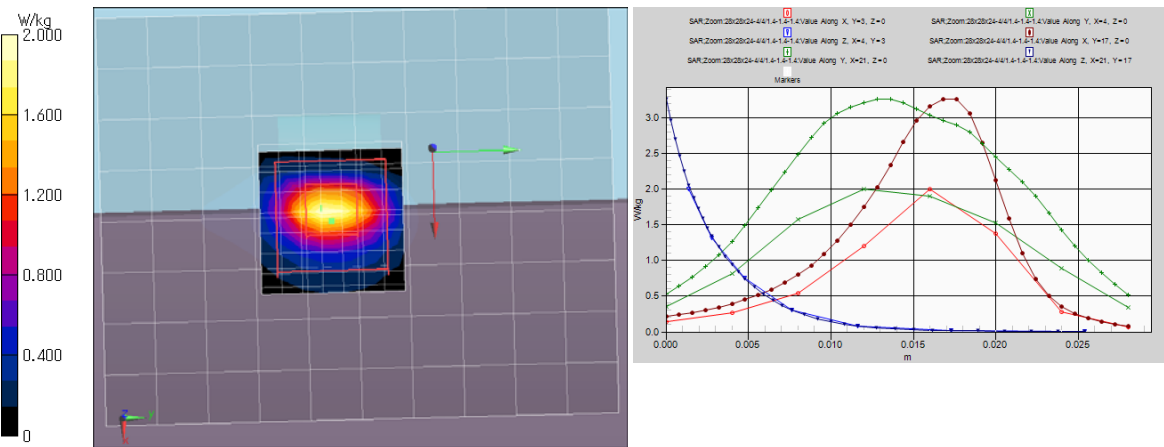 W/kg
2.000
1.600
1.200
0.800
0.400
0
z
y
x
SAR;Zoom:28x28x24-4/4/1.4-1.4-1.4:Value Along X, Y=3, Z=0
SAR;Zoom:28x28x24-4/4/1.4-1.4-1.4:Value Along Y, X=4, Z=0
SAR;Zoom:28x28x24-4/4/1.4-1.4-1.4:Value Along Z, X=4, Y=3
SAR;Zoom:28x28x24-4/4/1.4-1.4-1.4:Value Along X, Y=17, Z=0
SAR;Zoom:28x28x24-4/4/1.4-1.4-1.4:Value Along Y, X=21, Z=0
SAR;Zoom:28x28x24-4/4/1.4-1.4-1.4:Value Along Z, X=21, Y=17
Markers
3.0
2.5
2.0
1.5
1.0
0.5
0.0
W/kg
0.000
0.005
0.010
0.015
0.020
0.025
m